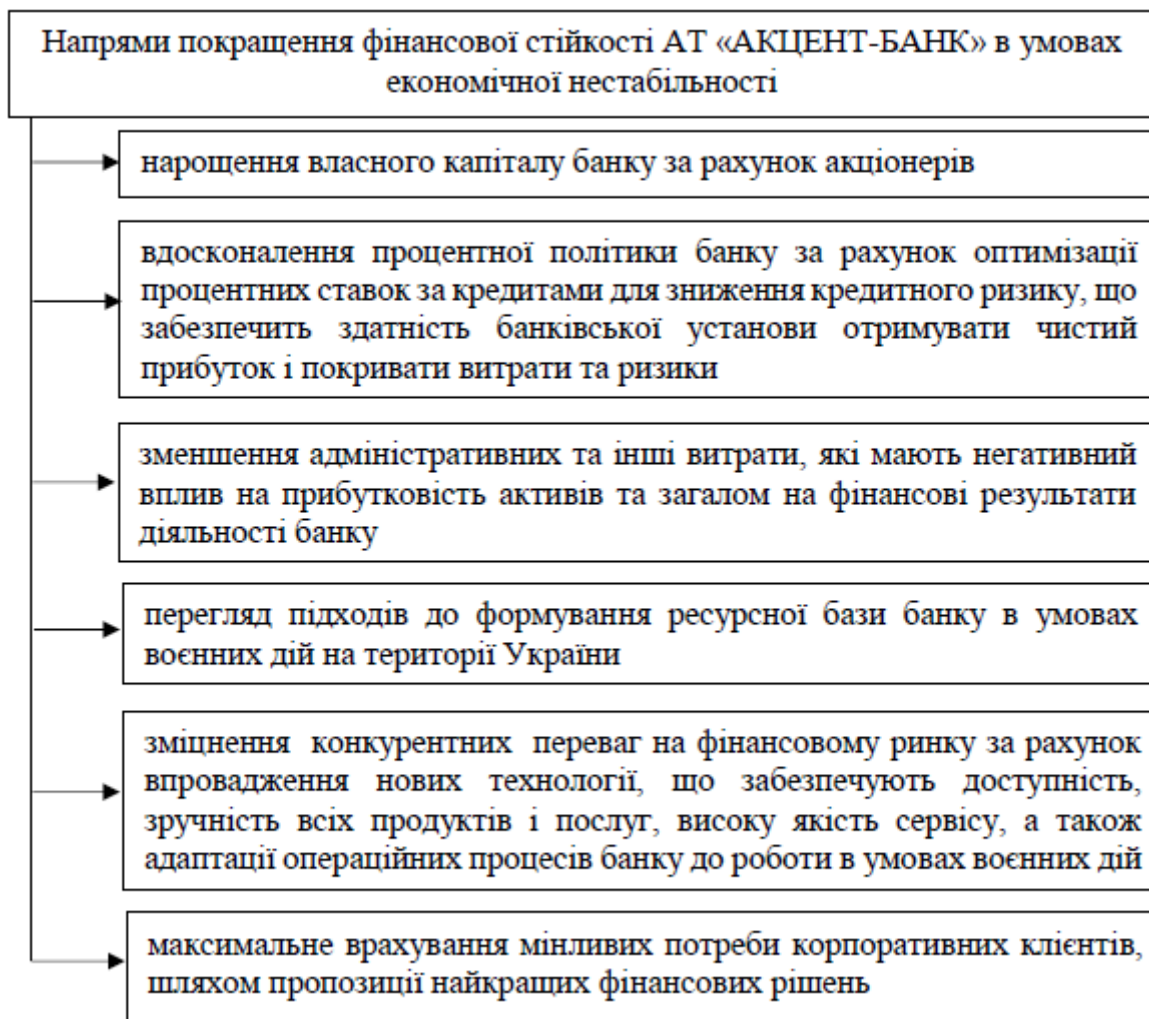 Напрями покращення фінансової стійкості АТ «АКЦЕНТ-БАНК» в умовах
економічної нестабільності
нарощення власного капіталу банку за рахунок акціонерів
вдосконалення процентної політики банку за рахунок оптимізації
процентних ставок за кредитами для зниження кредитного ризику, що
забезпечить здатність банківської установи отримувати чистий
прибуток і покривати витрати та ризики
зменшення адміністративних та інші витрати, які мають негативний
вплив на прибутковість активів та загалом на фінансові результати
діяльності банку
перегляд підходів до формування ресурсної бази банку в умовах
воєнних дій на території України
зміцнення конкурентних переваг на фінансовому ринку за рахунок
впровадження нових технології, що забезпечують доступність,
зручність всіх продуктів і послуг, високу якість сервісу, а також
адаптації операційних процесів банку до роботи в умовах воєнних дій
максимальне врахування мінливих потреби корпоративних клієнтів,
шляхом пропозиції найкращих фінансових рішень